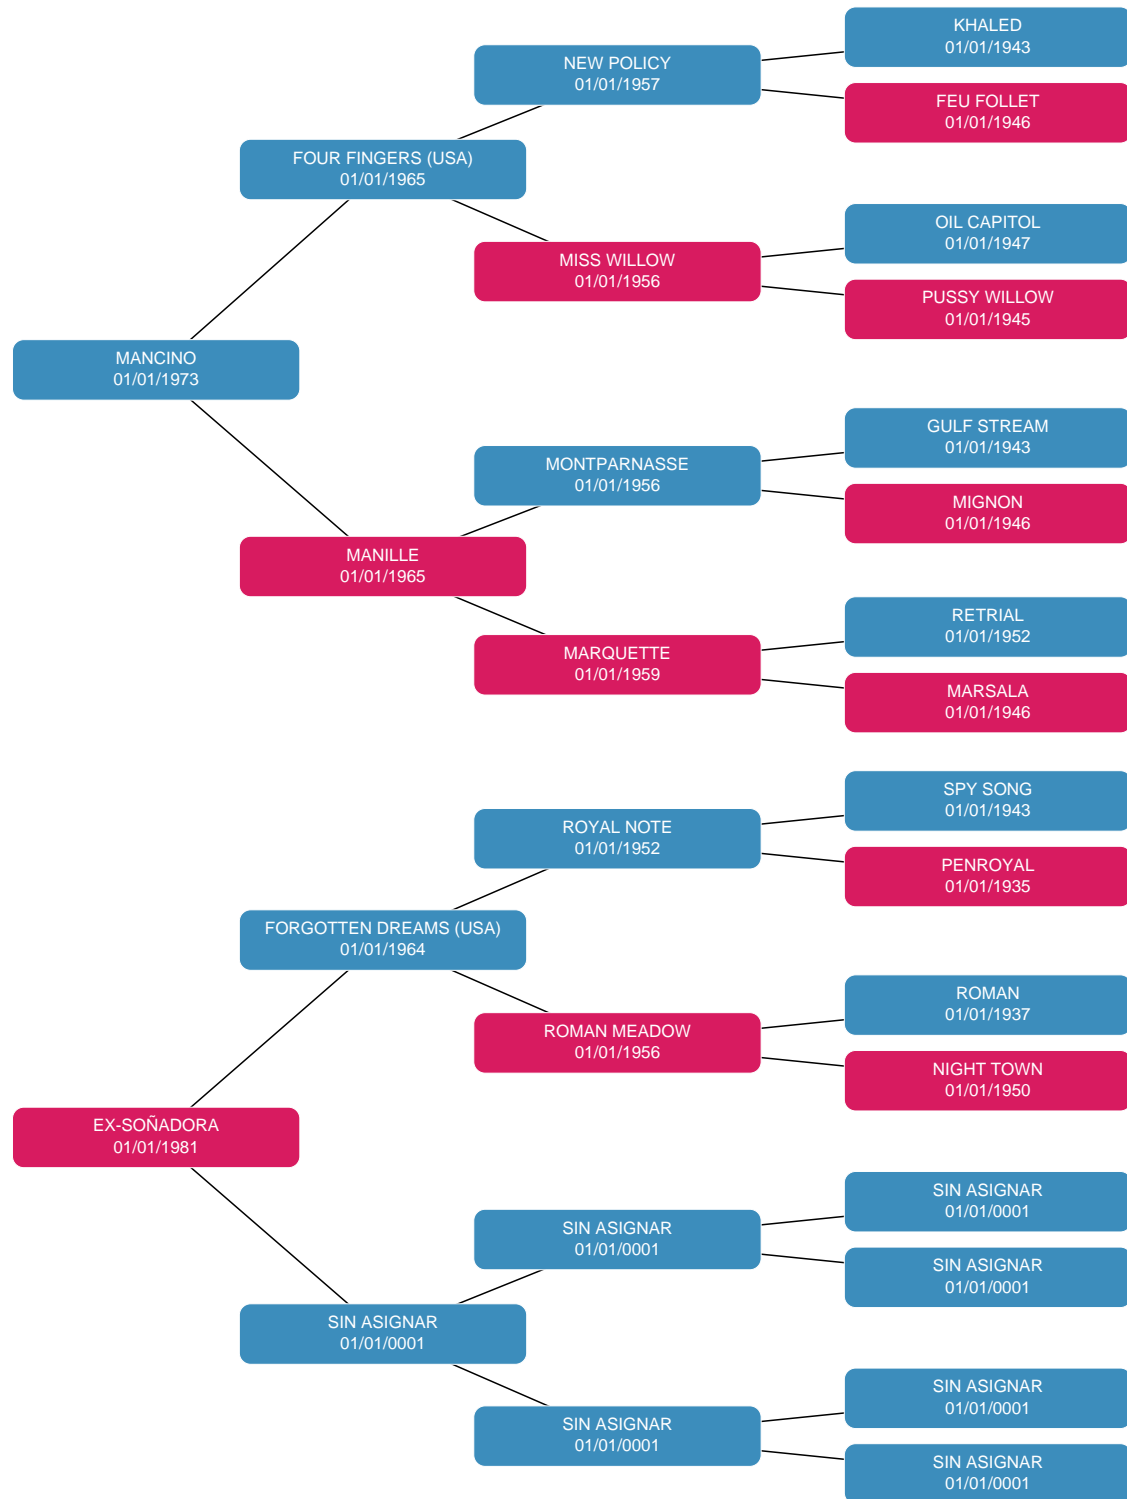 KHALED
01/01/1943
NEW POLICY
01/01/1957
FEU FOLLET
01/01/1946
FOUR FINGERS (USA)
01/01/1965
OIL CAPITOL
01/01/1947
MISS WILLOW
01/01/1956
PUSSY WILLOW
01/01/1945
MANCINO
01/01/1973
GULF STREAM
01/01/1943
MONTPARNASSE
01/01/1956
MIGNON
01/01/1946
MANILLE
01/01/1965
RETRIAL
01/01/1952
MARQUETTE
01/01/1959
MARSALA
01/01/1946
SPY SONG
01/01/1943
ROYAL NOTE
01/01/1952
PENROYAL
01/01/1935
FORGOTTEN DREAMS (USA)
01/01/1964
ROMAN
01/01/1937
ROMAN MEADOW
01/01/1956
NIGHT TOWN
01/01/1950
EX-SOÑADORA
01/01/1981
SIN ASIGNAR
01/01/0001
SIN ASIGNAR
01/01/0001
SIN ASIGNAR
01/01/0001
SIN ASIGNAR
01/01/0001
SIN ASIGNAR
01/01/0001
SIN ASIGNAR
01/01/0001
SIN ASIGNAR
01/01/0001